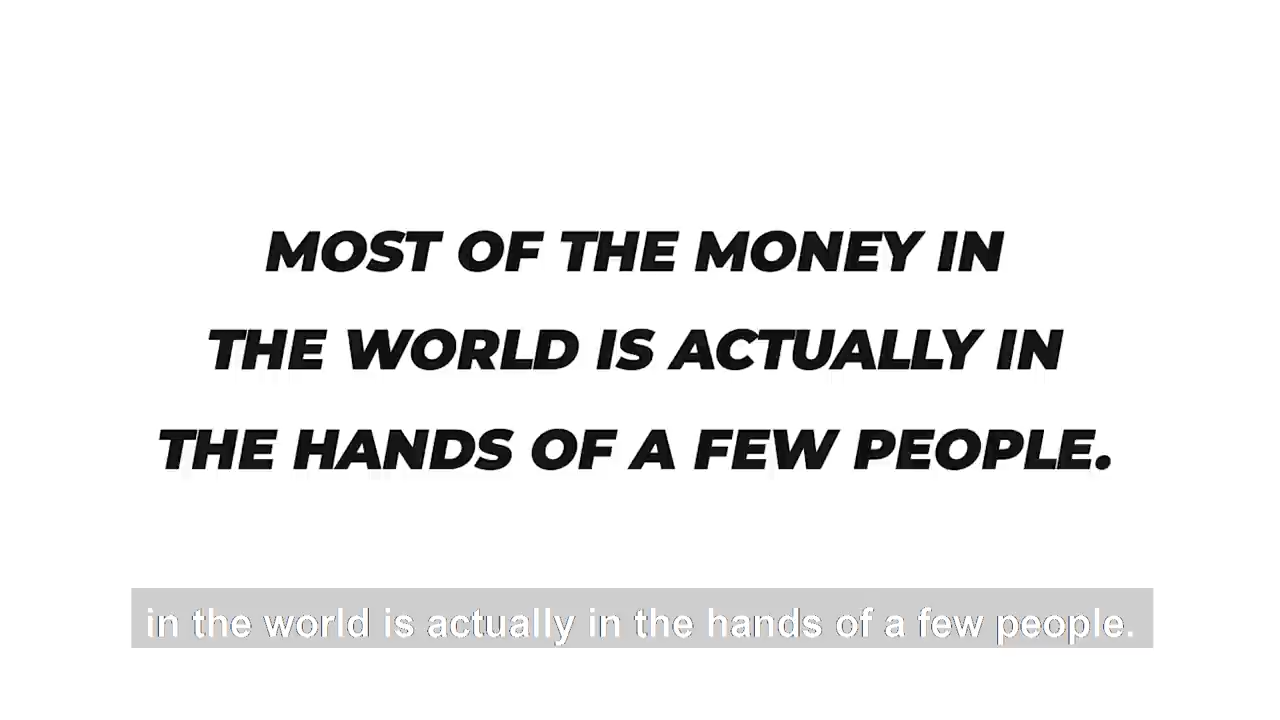 MOST OF THE MONEY IN
THE WORLD IS ACTUALLY IN
THE HANDS OF A FEW PEOPLE.
in the world is actually in the hands of a few people.